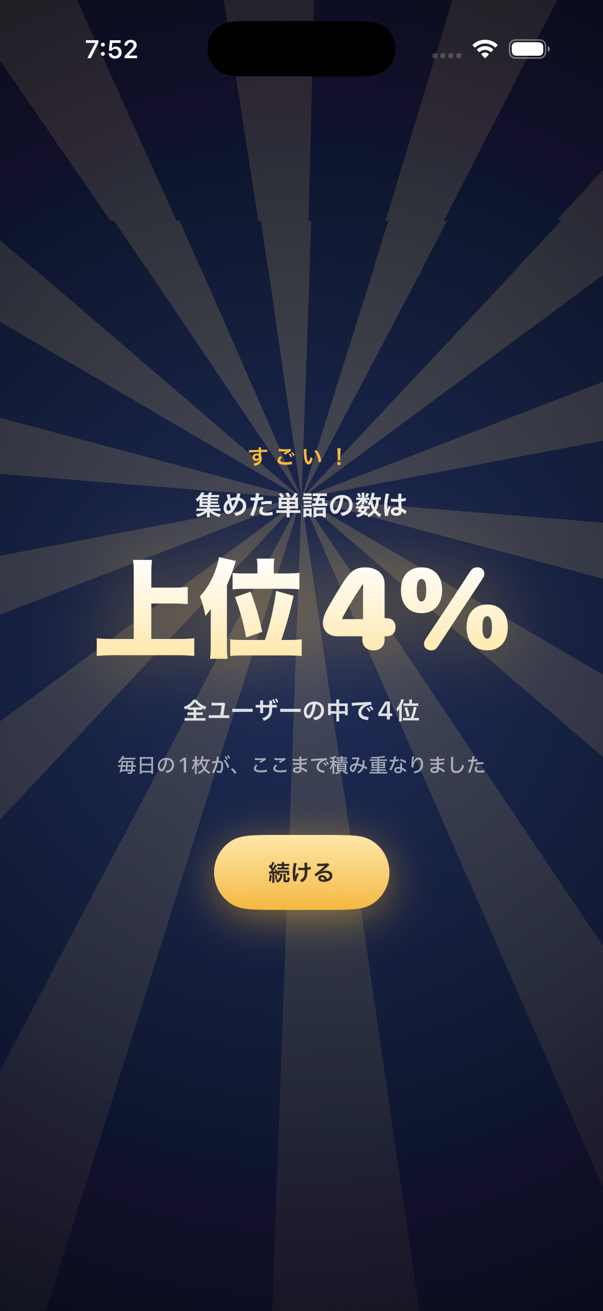 7:52
すごい！
集めた単語の数は
上位4%
全ユーザーの中で4位
毎日の1枚が、ここまで積み重なりました
続ける